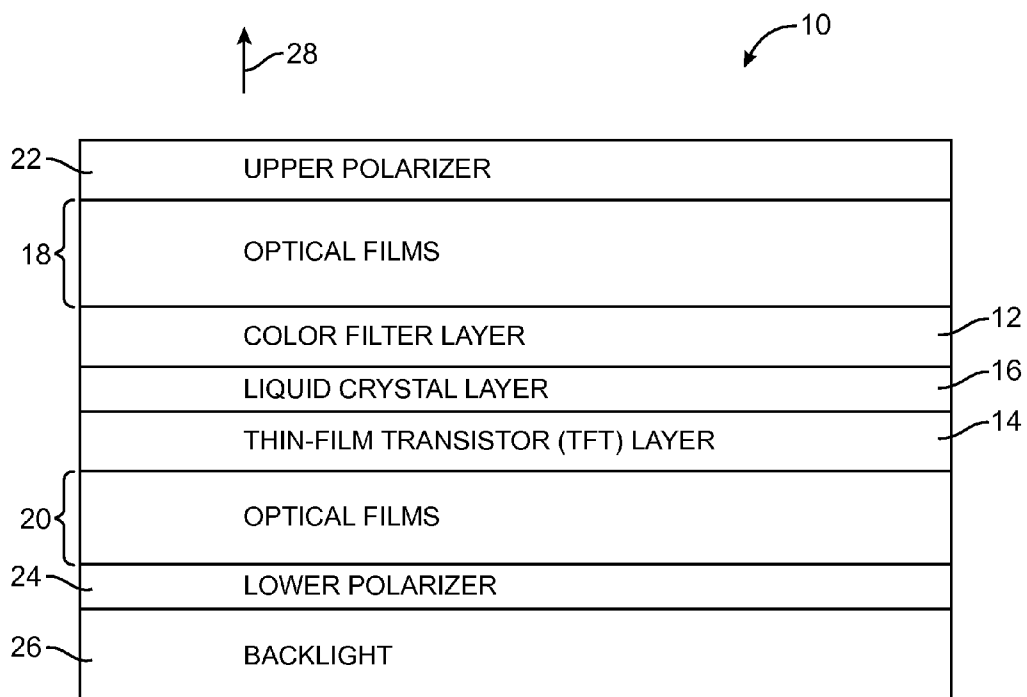 28
10
22
UPPER POLARIZER
18
OPTICAL FILMS
COLOR FILTER LAYER
12
LIQUID CRYSTAL LAYER
16
THIN-FILM TRANSISTOR (TFT) LAYER
14
20
OPTICAL FILMS
24
LOWER POLARIZER
26
BACKLIGHT